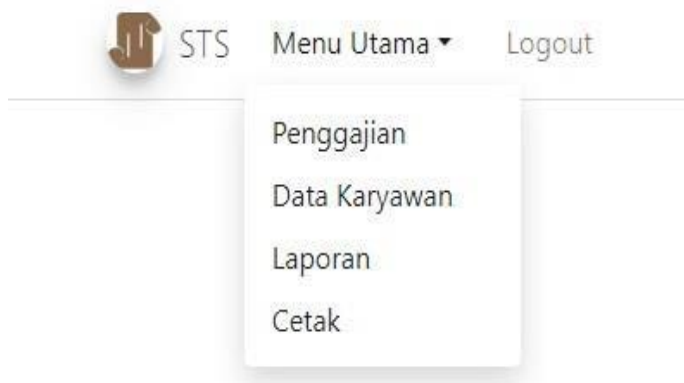 STS Menu Utama Logout
Penggajian
Data Karyawan
Laporan
Cetak